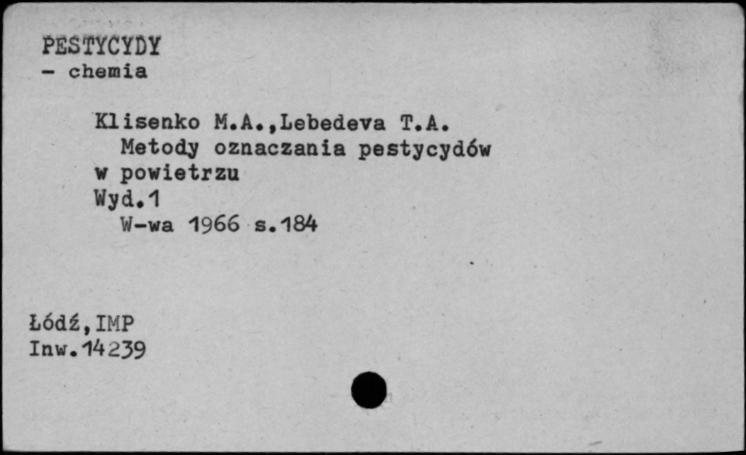 PESTYCYDY
- chemia
Klisenko M.A.,Lebedeva T.A.
Metody oznaczania pestycydów
w powietrzu
Wyd.1
W-wa 1966 s.184
Łódź,IMP
Inw.14239